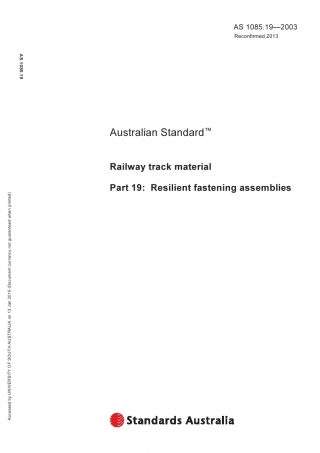 AS 1085.19—2003
Reconfirmed 2013
AS 1085.19
Australian Standard™
Railway track material
Part 19: Resilient fastening assemblies
Accessed by UNIVERSITY OF SOUTH AUSTRALIA on 15 Jan 2015 (Document currency not guaranteed when printed)
Standards Australia